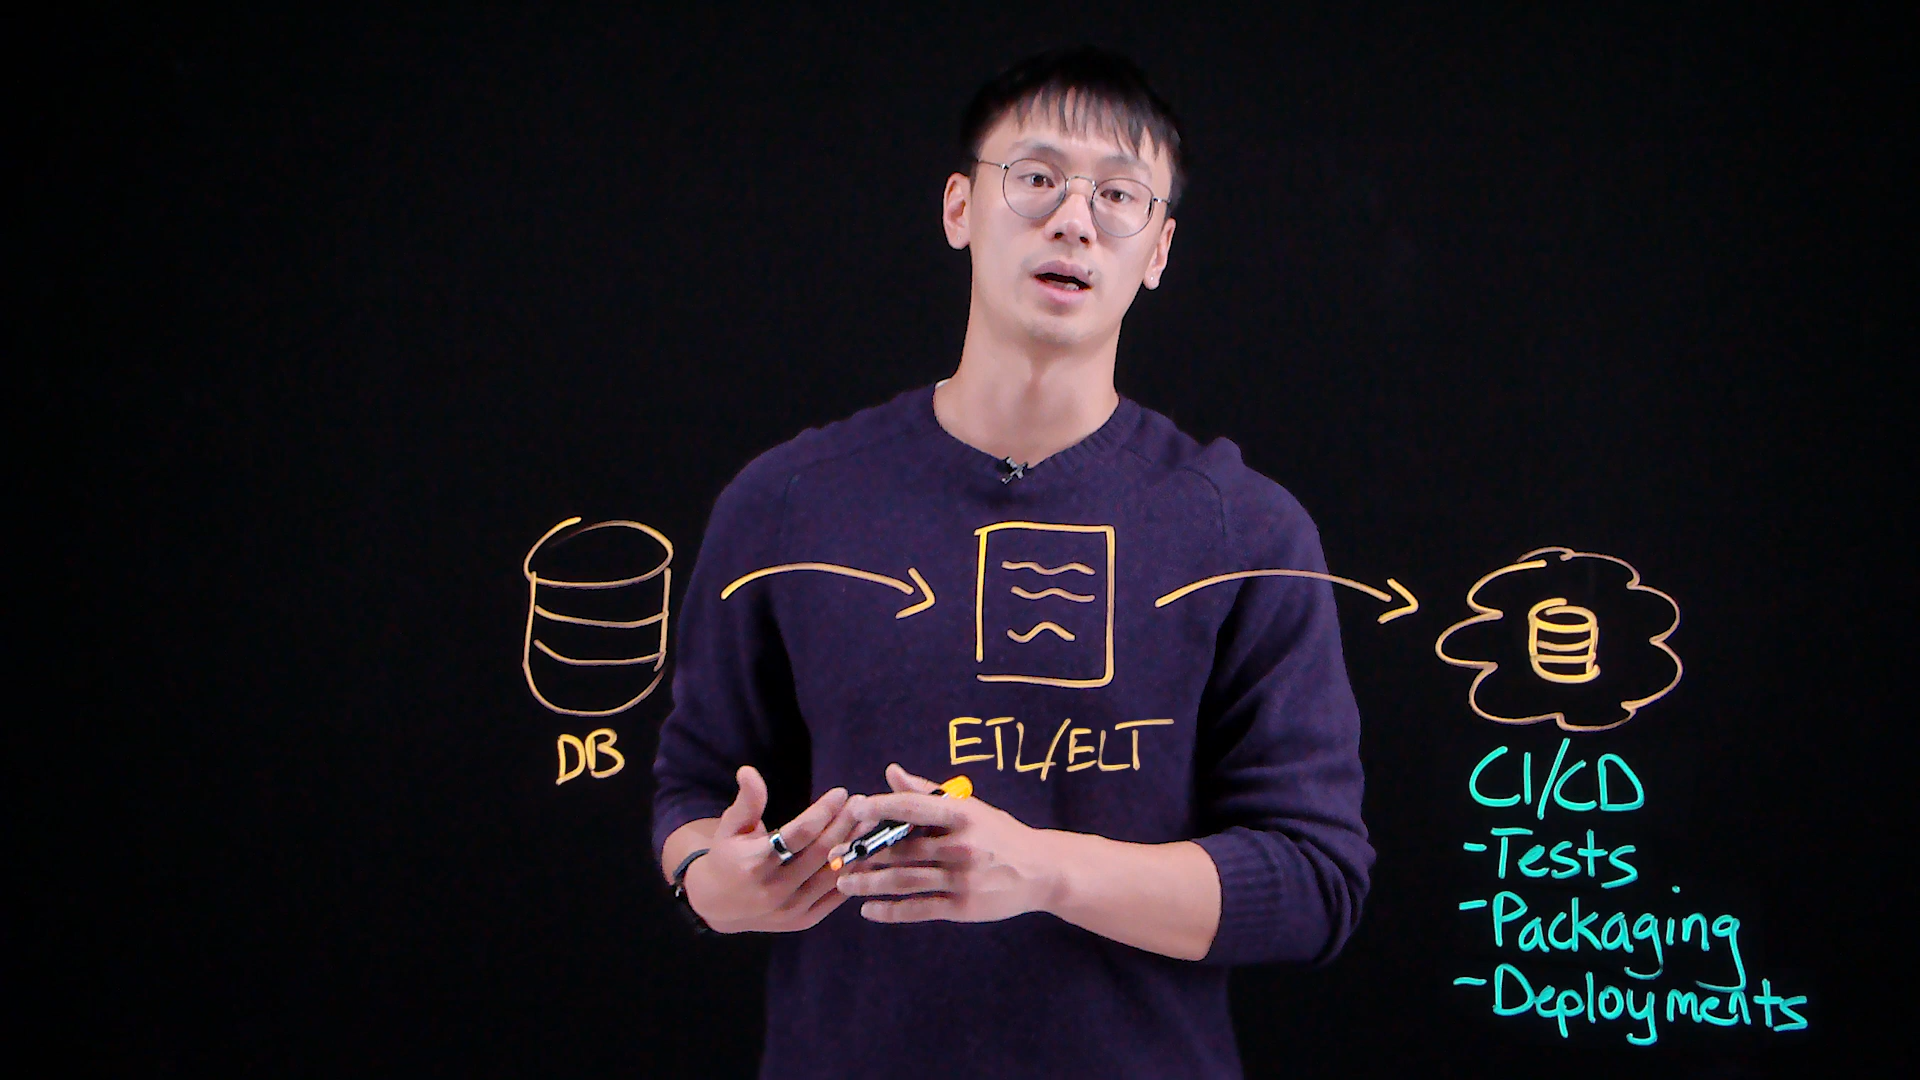 DB
ETL/ELT
CI/CD
-Tests
-Packaging
-Deployments